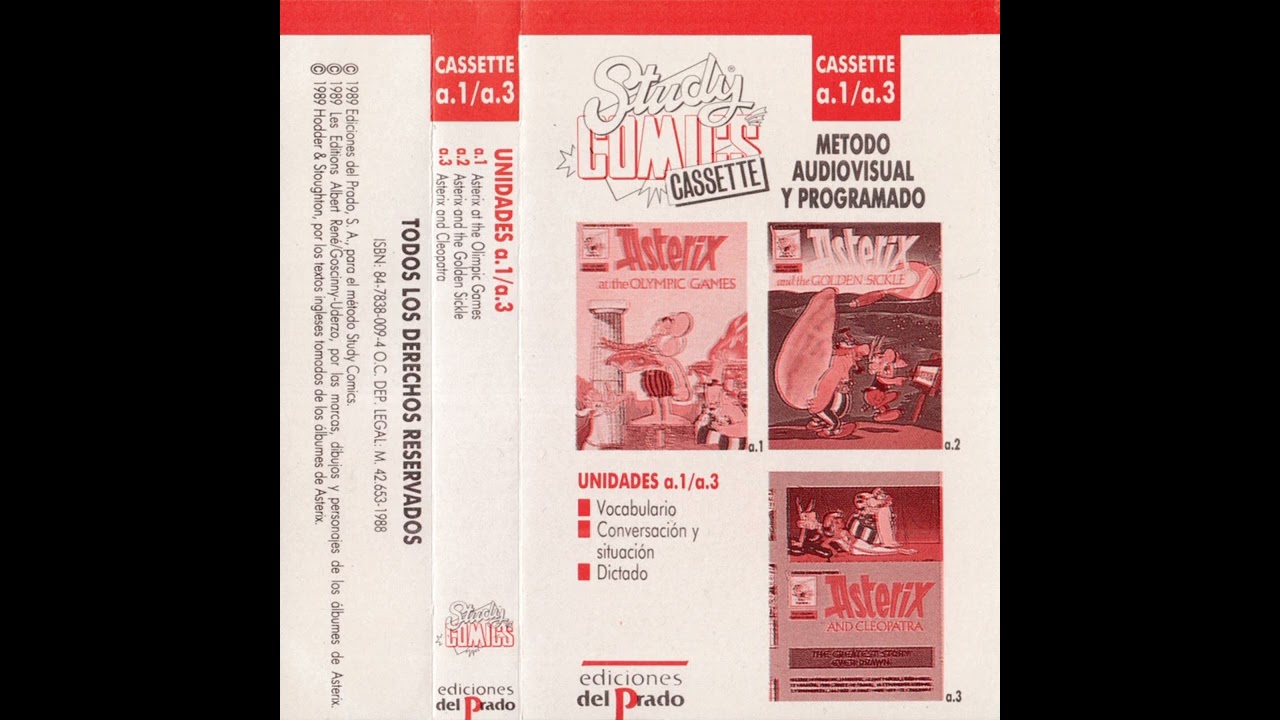 © 1989 Ediciones del Prado, S. A., para el método Study Comics.
© 1989 Les Editions Albert René/Goscinny-Uderzo, por las marcas, dibujos y personajes de los álbumes de Asterix.
© 1989 Hodder & Stoughton, por los textos ingleses tomados de los álbumes de Asterix.
TODOS LOS DERECHOS RESERVADOS
ISBN: 84-7838-009-4 O.C. DEP. LEGAL: M. 42.653-1988
CASSETTE
a.1/a.3
UNIDADES a.1/a.3
a.1 Asterix at the Olimpic Games
a.2 Asterix and the Golden Sickle
a.3 Asterix and Cleopatra
Study
COMICS
ediciones
del Prado
Study®
COMICS
CASSETTE
CASSETTE
a.1/a.3
METODO
AUDIOVISUAL
Y PROGRAMADO
Asterix
at the OLYMPIC GAMES
a.1
Asterix
and the GOLDEN SICKLE
a.2
UNIDADES a.1/a.3
Vocabulario
Conversación y
situación
Dictado
Asterix
AND CLEOPATRA
THE GREATEST STORY
EVER DRAWN
a.3
ediciones
del Prado